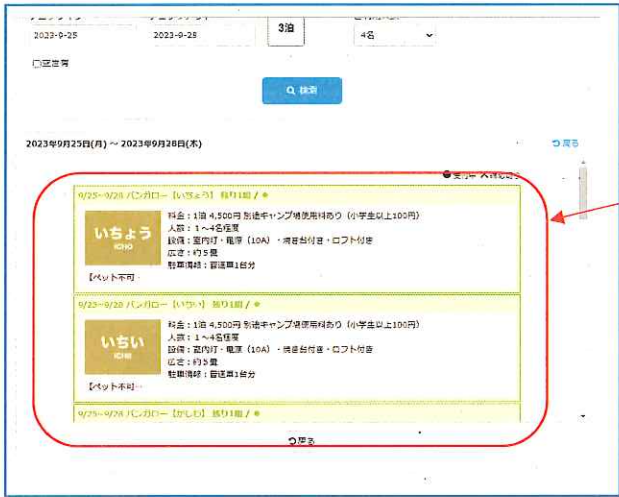 2023-9-25
2023-9-28
3泊
4名
検索
2023年9月25日(月) ～ 2023年9月28日(木)
戻る
9/25~9/28 バンガロー【いちょう】 残り1棟 / ●
いちょう
ICHO
料金：1泊 4,500円 別途キャンプ場使用料あり（小学生以上100円）
人数：1～4名程度
設備：室内灯・電源（10A）・焼き台付き・ロフト付き
広さ：約5畳
駐車情報：普通車1台分
【ペット不可…
9/25~9/28 バンガロー【いちい】 残り1棟 / ●
いちい
ICHII
料金：1泊 4,500円 別途キャンプ場使用料あり（小学生以上100円）
人数：1～4名程度
設備：室内灯・電源（10A）・焼き台付き・ロフト付き
広さ：約5畳
駐車情報：普通車1台分
【ペット不可…
9/25~9/28 バンガロー【かしわ】 残り1棟 / ●
戻る